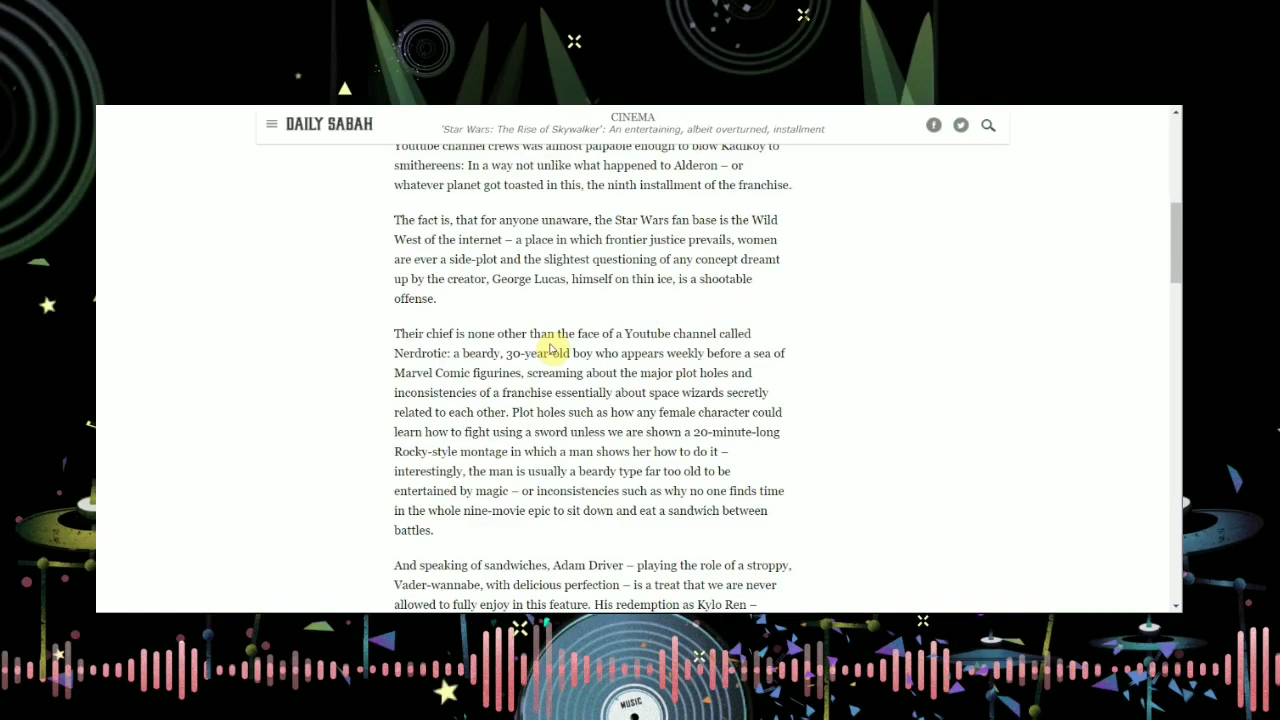 CINEMA
DAILY SABAH
'Star Wars: The Rise of Skywalker': An entertaining, albeit overturned, installment
Youtube channel crews was almost palpable enough to blow Kadıköy to
smithereens: In a way not unlike what happened to Alderon – or
whatever planet got toasted in this, the ninth installment of the franchise.
The fact is, that for anyone unaware, the Star Wars fan base is the Wild
West of the internet – a place in which frontier justice prevails, women
are ever a side-plot and the slightest questioning of any concept dreamt
up by the creator, George Lucas, himself on thin ice, is a shootable
offense.
Their chief is none other than the face of a Youtube channel called
Nerdrotic: a beardy, 30-year-old boy who appears weekly before a sea of
Marvel Comic figurines, screaming about the major plot holes and
inconsistencies of a franchise essentially about space wizards secretly
related to each other. Plot holes such as how any female character could
learn how to fight using a sword unless we are shown a 20-minute-long
Rocky-style montage in which a man shows her how to do it –
interestingly, the man is usually a beardy type far too old to be
entertained by magic – or inconsistencies such as why no one finds time
in the whole nine-movie epic to sit down and eat a sandwich between
battles.
And speaking of sandwiches, Adam Driver – playing the role of a stroppy,
Vader-wannabe, with delicious perfection – is a treat that we are never
allowed to fully enjoy in this feature. His redemption as Kylo Ren –
MUSIC